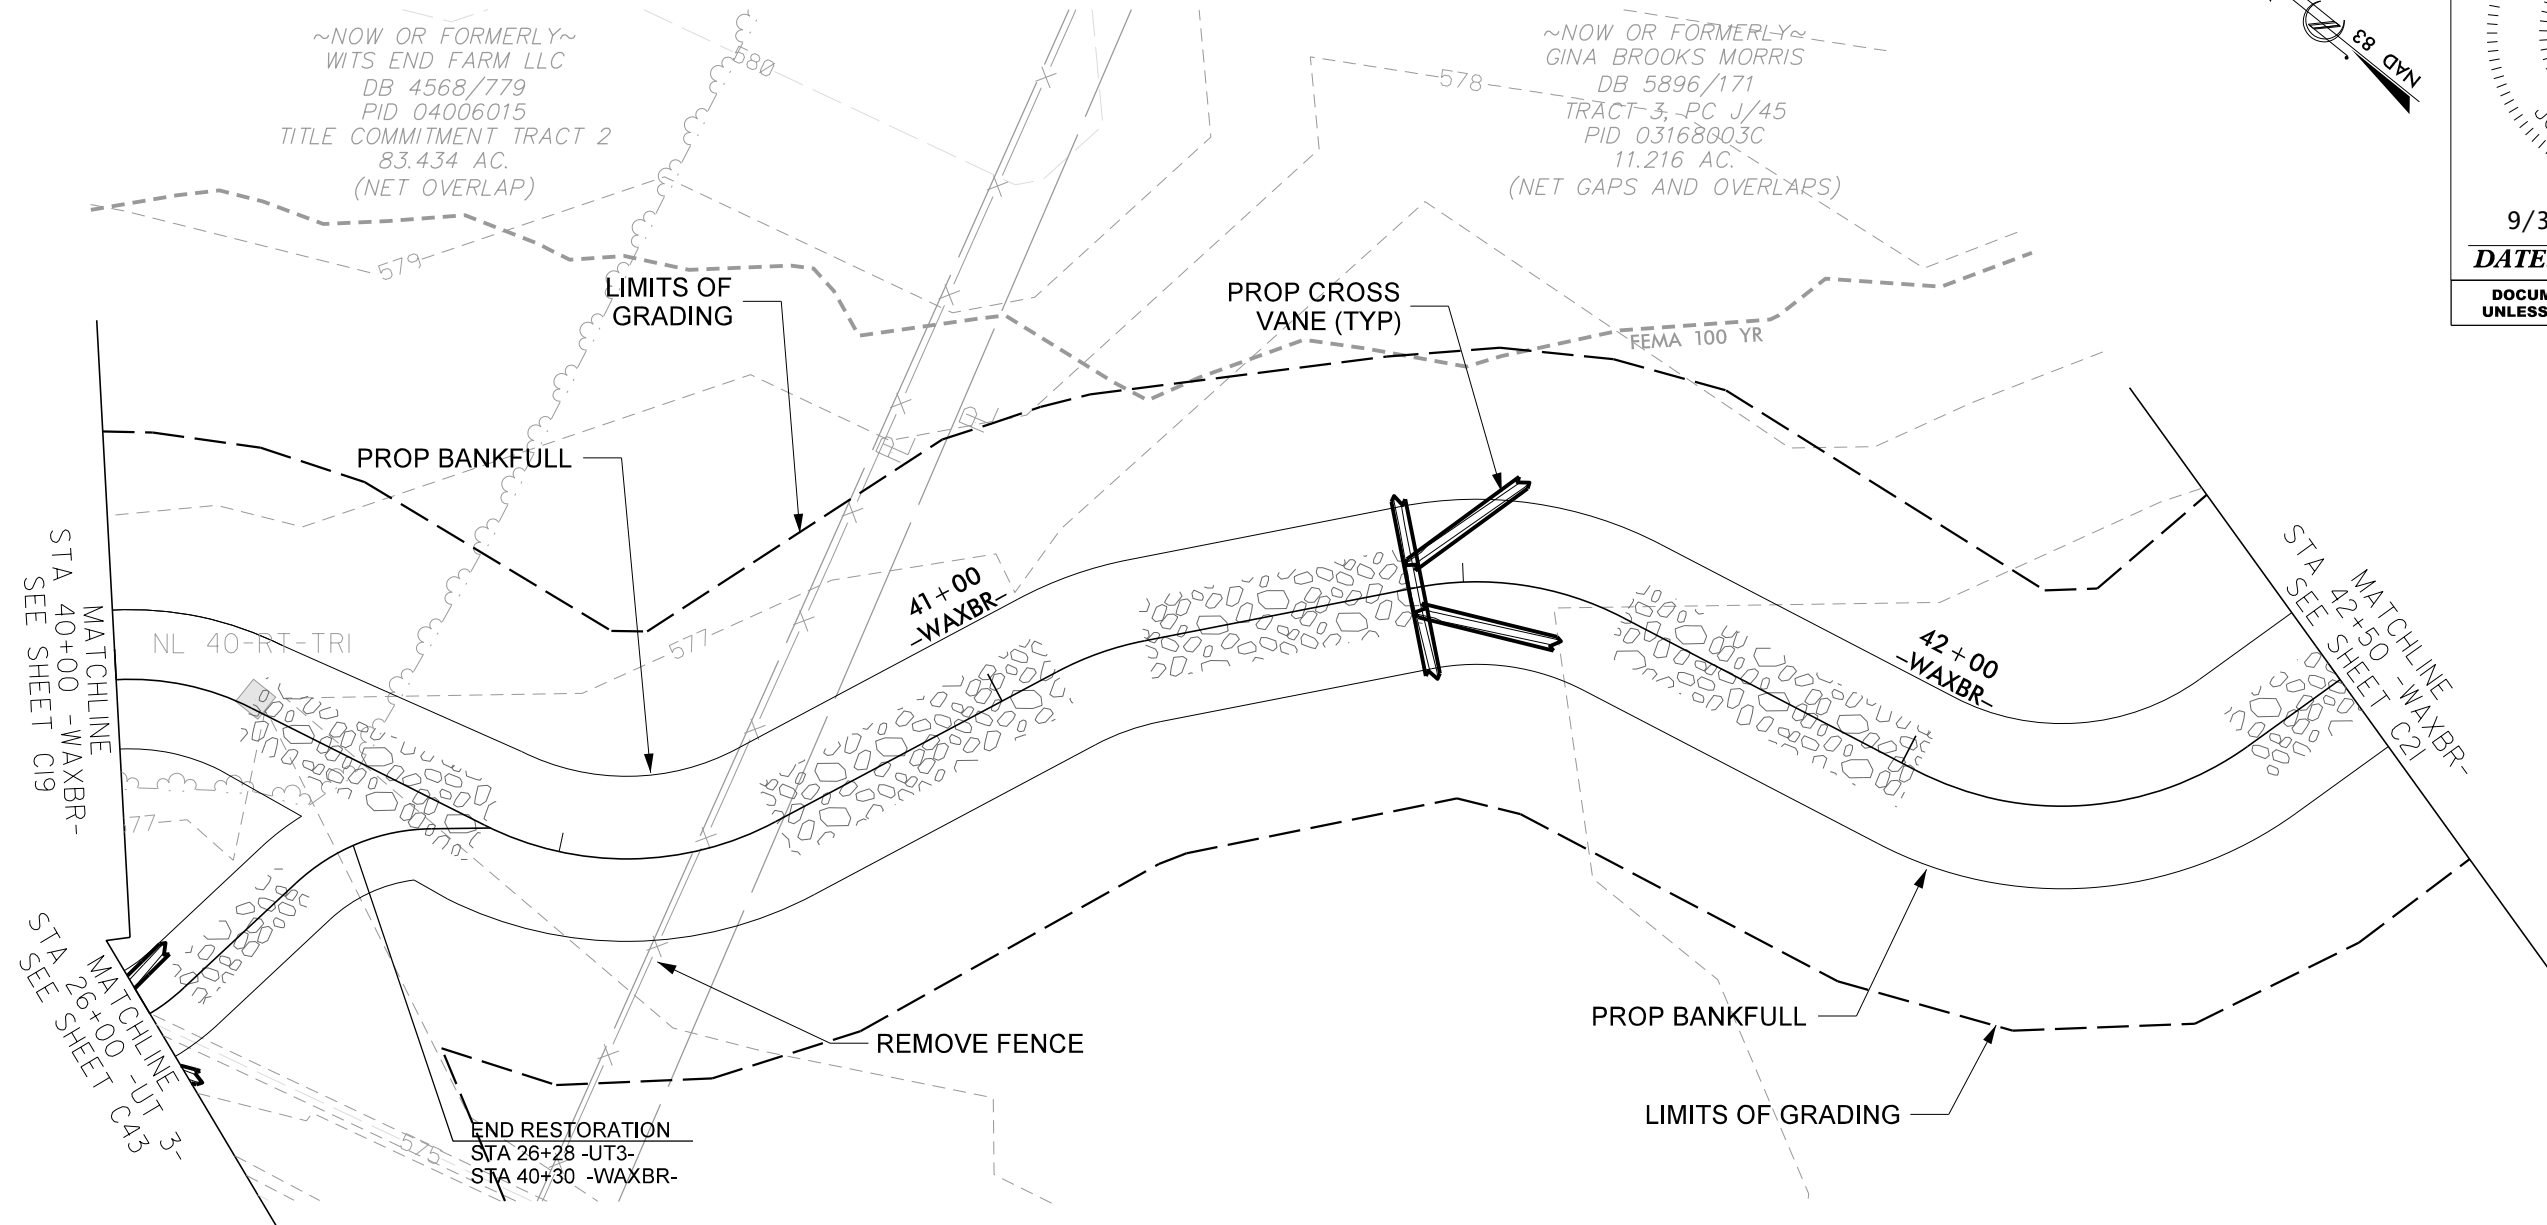 ~NOW OR FORMERLY~
WITS END FARM LLC
DB 4568/779
PID 04006015
TITLE COMMITMENT TRACT 2
83.434 AC.
(NET OVERLAP)
580
~NOW OR FORMERLY~
GINA BROOKS MORRIS
DB 5896/171
TRACT 3, PC J/45
PID 03168003C
11.216 AC.
(NET GAPS AND OVERLAPS)
578
NAD 83
9/3
DATE
DOCUM
UNLESS
579
LIMITS OF
GRADING
PROP CROSS
VANE (TYP)
FEMA 100 YR
PROP BANKFULL
MATCHLINE
STA 40+00 -WAXBR-
SEE SHEET C19
NL 40-RT-TRI
577
41+00
-WAXBR-
42+00
-WAXBR-
MATCHLINE
STA 42+50 -WAXBR-
SEE SHEET C21
77
MATCHLINE
STA 26+00 -UT 3-
SEE SHEET C43
REMOVE FENCE
PROP BANKFULL
LIMITS OF GRADING
575
END RESTORATION
STA 26+28 -UT3-
STA 40+30 -WAXBR-